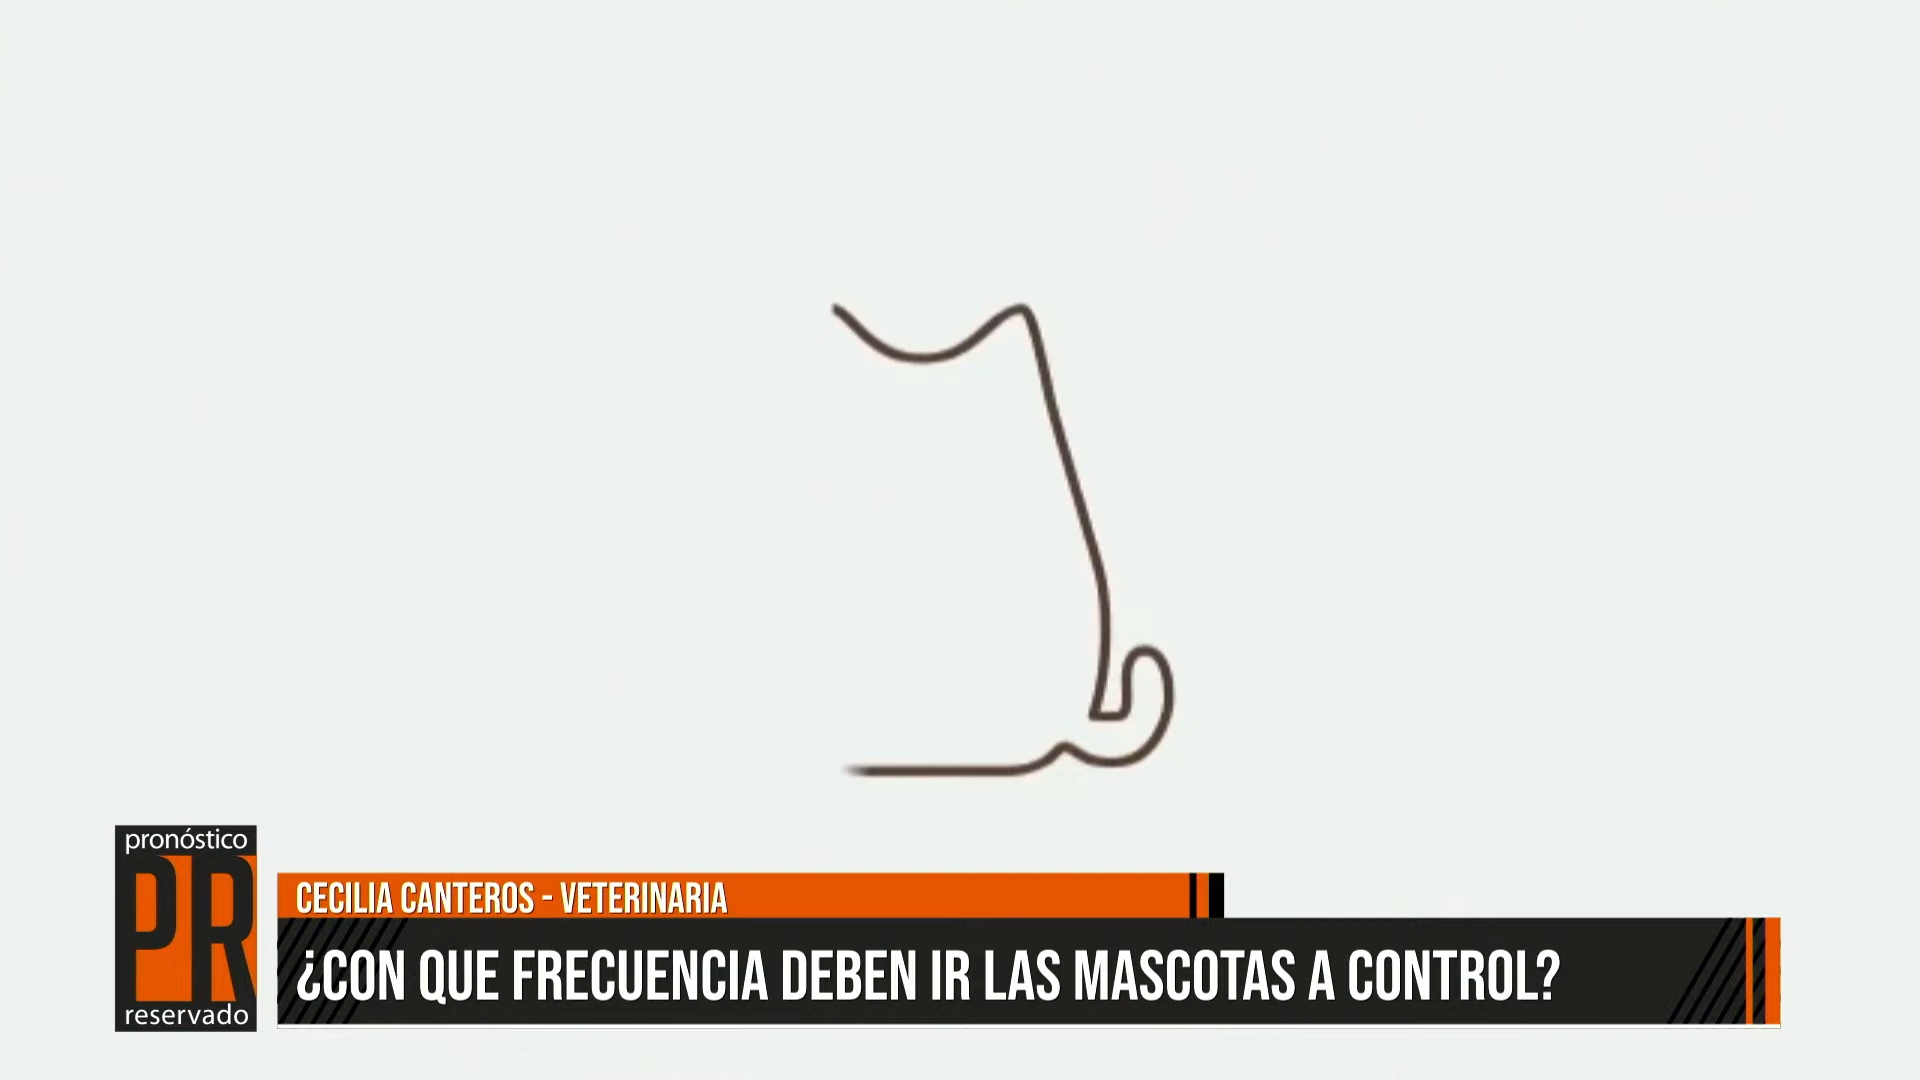 pronóstico
PR
reservado
CECILIA CANTEROS - VETERINARIA
¿CON QUE FRECUENCIA DEBEN IR LAS MASCOTAS A CONTROL?